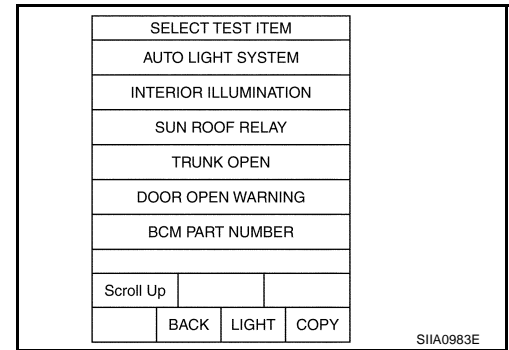 SELECT TEST ITEM
AUTO LIGHT SYSTEM
INTERIOR ILLUMINATION
SUN ROOF RELAY
TRUNK OPEN
DOOR OPEN WARNING
BCM PART NUMBER
Scroll Up
BACK LIGHT COPY
SIIA0983E